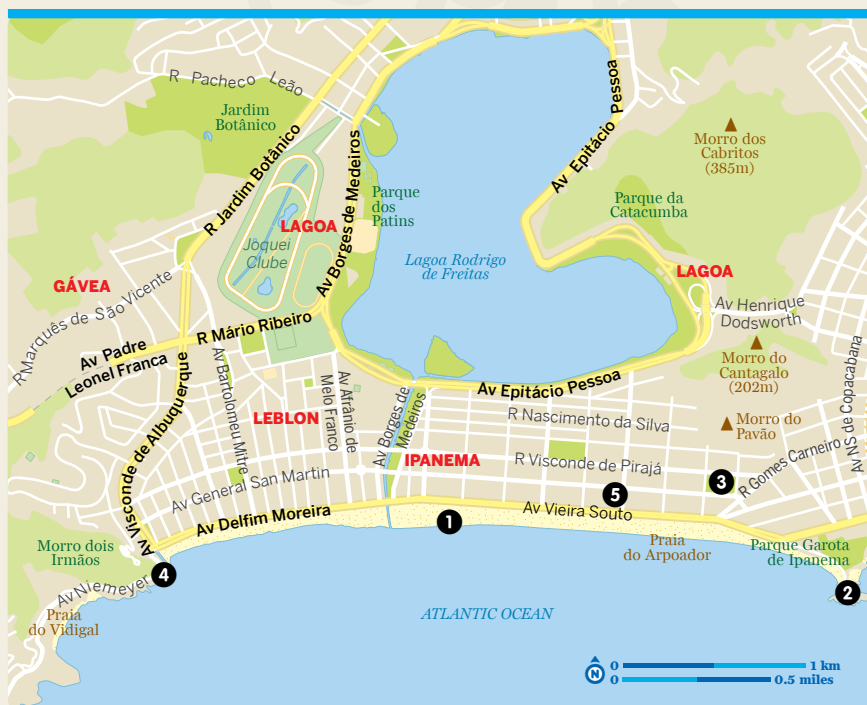 R Pacheco Leão
Jardim
Botânico
R Jardim Botânico
Av Borges de Medeiros
Av Epitácio Pessoa
Morro dos
Cabritos
(385m)
Parque da
Catacumba
Parque
dos
Patins
LAGOA
Jóquei
Clube
Lagoa Rodrigo
de Freitas
LAGOA
GÁVEA
R Marquês de São Vicente
Av Henrique
Dodsworth
R Mário Ribeiro
Av Padre
Leonel Franca
Morro do
Cantagalo
(202m)
Av Epitácio Pessoa
Av Visconde de Albuquerque
Av Bartolomeu Mitre
Av Afrânio de
Melo Franco
Av Borges de
Medeiros
LEBLON
R Nascimento da Silva
Morro do
Pavão
Av N S de Copacabana
IPANEMA
R Visconde de Pirajá
R Gomes Carneiro
Av General San Martin
3
5
Av Delfim Moreira
1
Av Vieira Souto
Praia
do Arpoador
Parque Garota
de Ipanema
Morro dois
Irmãos
4
Av Niemeyer
2
Praia
do Vidigal
ATLANTIC OCEAN
N
0 1 km
0 0.5 miles